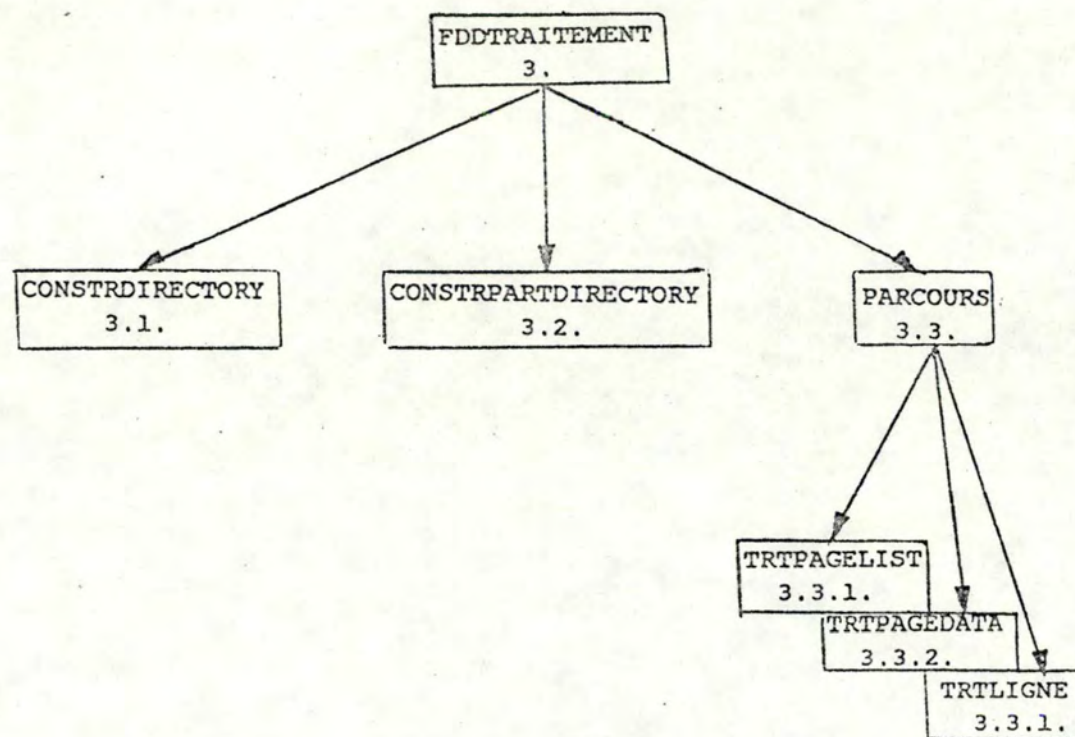 FDDTRAITEMENT
3.
CONSTRDIRECTORY
3.1.
CONSTRPARTDIRECTORY
3.2.
PARCOURS
3.3.
TRTPAGELIST
3.3.1.
TRTPAGEDATA
3.3.2.
TRTLIGNE
3.3.1.